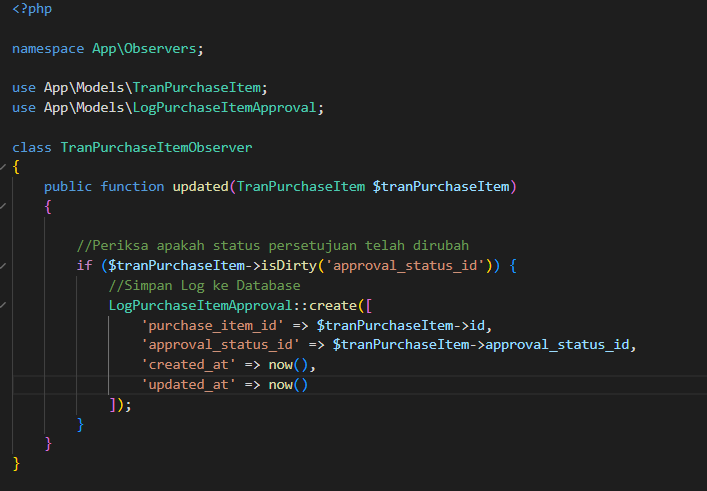 <?php
namespace App\Observers;
use App\Models\TranPurchaseItem;
use App\Models\LogPurchaseItemApproval;
class TranPurchaseItemObserver
{
public function updated(TranPurchaseItem $tranPurchaseItem)
{
//Periksa apakah status persetujuan telah dirubah
if ($tranPurchaseItem->isDirty('approval_status_id')) {
//Simpan Log ke Database
LogPurchaseItemApproval::create([
'purchase_item_id' => $tranPurchaseItem->id,
'approval_status_id' => $tranPurchaseItem->approval_status_id,
'created_at' => now(),
'updated_at' => now()
]);
}
}
}